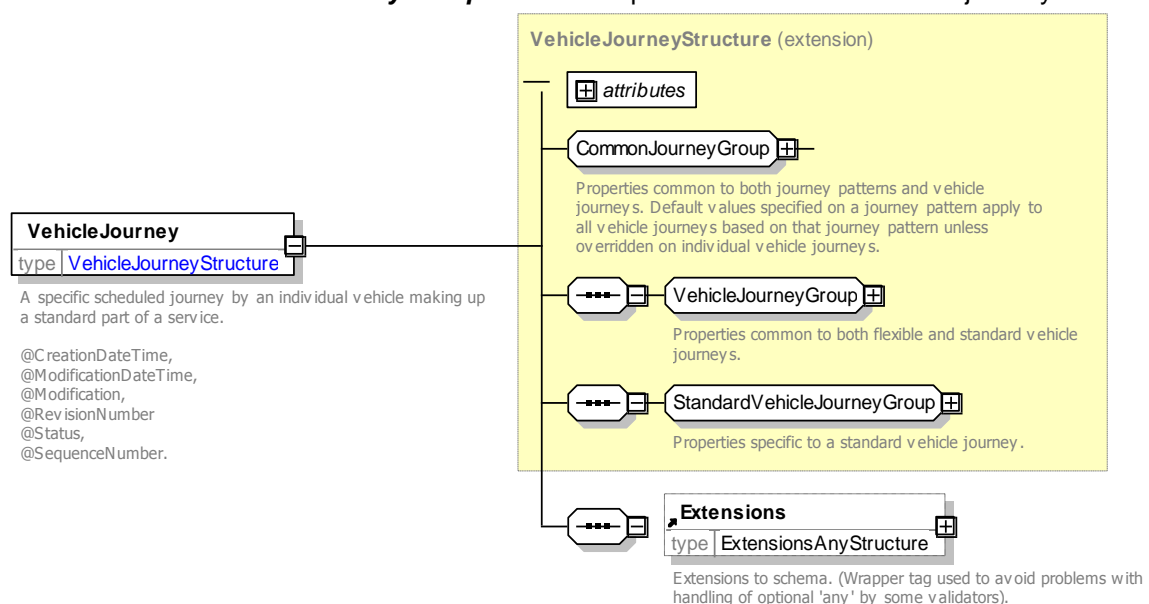 VehicleJourneyStructure (extension)
attributes
CommonJourneyGroup
Properties common to both journey patterns and vehicle
journeys. Default values specified on a journey pattern apply to
all vehicle journeys based on that journey pattern unless
overridden on individual vehicle journeys.
VehicleJourney
type VehicleJourneyStructure
A specific scheduled journey by an individual vehicle making up
a standard part of a service.
@CreationDateTime,
@ModificationDateTime,
@Modification,
@RevisionNumber
@Status,
@SequenceNumber.
VehicleJourneyGroup
Properties common to both flexible and standard vehicle
journeys.
StandardVehicleJourneyGroup
Properties specific to a standard vehicle journey.
Extensions
type ExtensionsAnyStructure
Extensions to schema. (Wrapper tag used to avoid problems with
handling of optional 'any' by some validators).